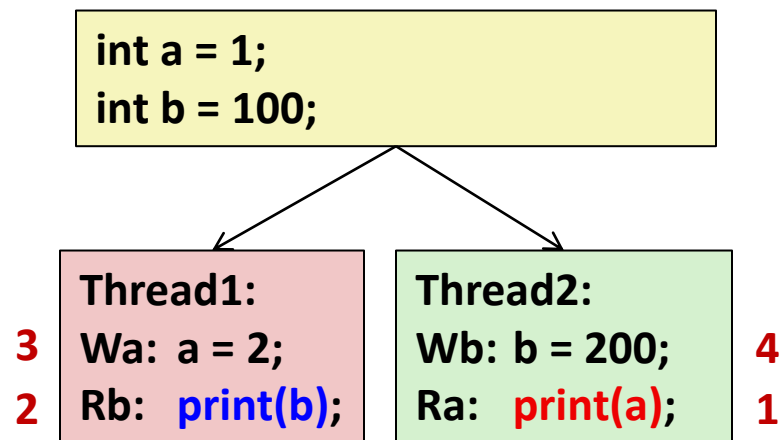 int a = 1;
int b = 100;
Thread1:
3 Wa: a = 2;
2 Rb: print(b);
Thread2:
Wb: b = 200; 4
Ra: print(a); 1